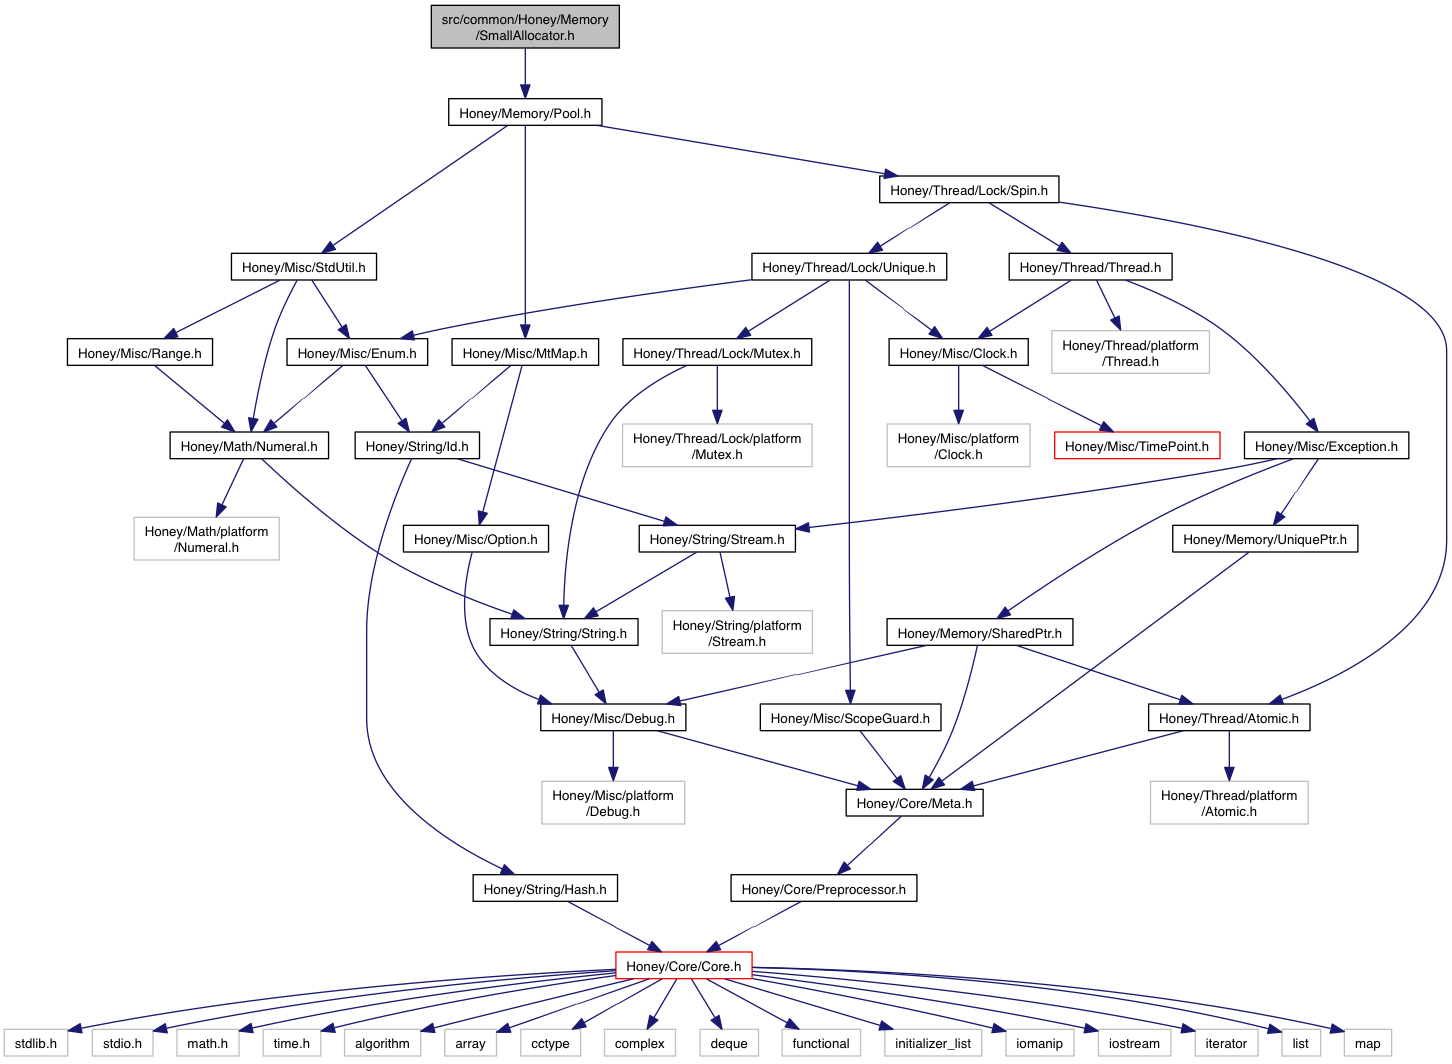 src/common/Honey/Memory
/SmallAllocator.h
Honey/Memory/Pool.h
Honey/Thread/Lock/Spin.h
Honey/Misc/StdUtil.h
Honey/Thread/Lock/Unique.h
Honey/Thread/Thread.h
Honey/Misc/Range.h
Honey/Misc/Enum.h
Honey/Misc/MtMap.h
Honey/Thread/Lock/Mutex.h
Honey/Misc/Clock.h
Honey/Thread/platform
/Thread.h
Honey/Math/Numeral.h
Honey/String/Id.h
Honey/Thread/Lock/platform
/Mutex.h
Honey/Misc/platform
/Clock.h
Honey/Misc/TimePoint.h
Honey/Misc/Exception.h
Honey/Math/platform
/Numeral.h
Honey/Misc/Option.h
Honey/String/Stream.h
Honey/Memory/UniquePtr.h
Honey/String/String.h
Honey/String/platform
/Stream.h
Honey/Memory/SharedPtr.h
Honey/Misc/Debug.h
Honey/Misc/ScopeGuard.h
Honey/Thread/Atomic.h
Honey/Misc/platform
/Debug.h
Honey/Core/Meta.h
Honey/Thread/platform
/Atomic.h
Honey/String/Hash.h
Honey/Core/Preprocessor.h
Honey/Core/Core.h
stdlib.h
stdio.h
math.h
time.h
algorithm
array
cctype
complex
deque
functional
initializer_list
iomanip
iostream
iterator
list
map